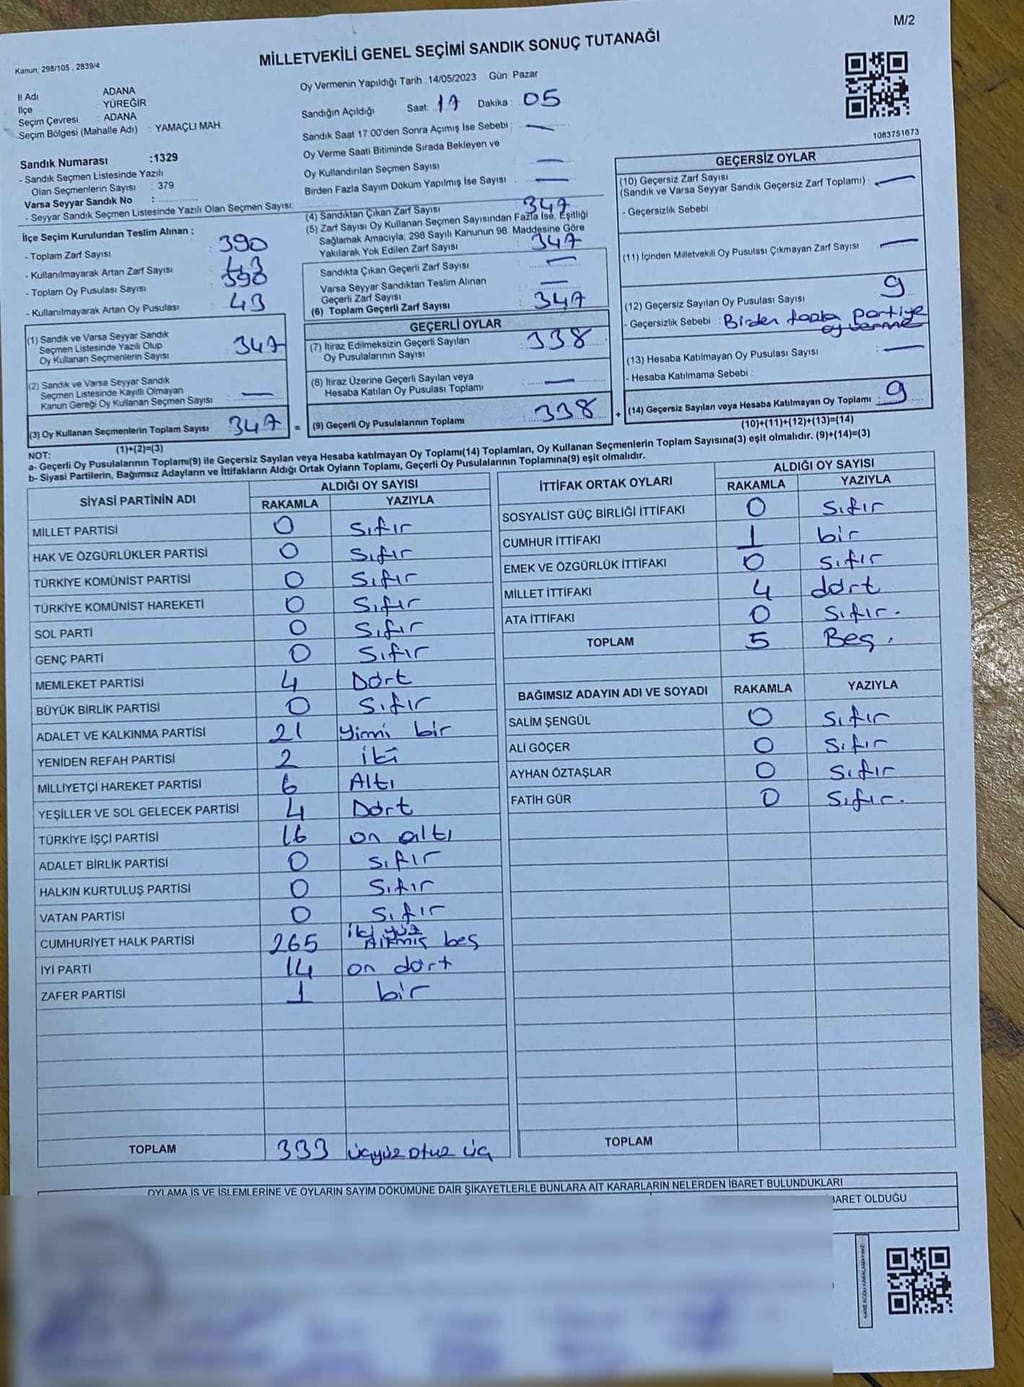 M/2
Kanun: 298/105 , 2839/4
MİLLETVEKİLİ GENEL SEÇİMİ SANDIK SONUÇ TUTANAĞI
İl Adı ADANA
İlçe YÜREĞİR
Seçim Çevresi : ADANA
Seçim Bölgesi (Mahalle Adı) : YAMAÇLI MAH.
Sandık Numarası :1329
- Sandık Seçmen Listesinde Yazılı
Olan Seçmenlerin Sayısı : 379
Varsa Seyyar Sandık No :
- Seyyar Sandık Seçmen Listesinde Yazılı Olan Seçmen Sayısı:
Oy Vermenin Yapıldığı Tarih :14/05/2023 Gün Pazar
Sandığın Açıldığı Saat: 17 Dakika : 05
Sandık Saat 17:00'den Sonra Açmış İse Sebebi : —
Oy Verme Saati Bitiminde Sırada Bekleyen ve
Oy Kullandırılan Seçmen Sayısı —
Birden Fazla Sayım Döküm Yapılmış İse Sayısı : —
1083751673
İlçe Seçim Kurulundan Teslim Alınan :
- Toplam Zarf Sayısı : 390
- Kullanılmayarak Artan Zarf Sayısı : 43
- Toplam Oy Pusulası Sayısı : 390
- Kullanılmayarak Artan Oy Pusulası : 43
(1) Sandık ve Varsa Seyyar Sandık
Seçmen Listesinde Yazılı Olup
Oy Kullanan Seçmenlerin Sayısı 347
(2) Sandık ve Varsa Seyyar Sandık
Seçmen Listesinde Kayıtlı Olmayan
Kanun Gereği Oy Kullanan Seçmen Sayısı —
(3) Oy Kullanan Seçmenlerin Toplam Sayısı 347 =
(1)+(2)=(3)
(4) Sandıktan Çıkan Zarf Sayısı 347
(5) Zarf Sayısı Oy Kullanan Seçmen Sayısından Fazla İse, Eşitliği
Sağlamak Amacıyla, 298 Sayılı Kanunun 98. Maddesine Göre
Yakılarak Yok Edilen Zarf Sayısı : 347
Sandıkta Çıkan Geçerli Zarf Sayısı : —
Varsa Seyyar Sandıktan Teslim Alınan
Geçerli Zarf Sayısı : —
(6) Toplam Geçerli Zarf Sayısı : 347
GEÇERLİ OYLAR
(7) İtiraz Edilmeksizin Geçerli Sayılan
Oy Pusulalarının Sayısı : 338
(8) İtiraz Üzerine Geçerli Sayılan veya
Hesaba Katılan Oy Pusulası Toplamı : —
(9) Geçerli Oy Pusulalarının Toplamı : 338 +
GEÇERSİZ OYLAR
(10) Geçersiz Zarf Sayısı
(Sandık ve Varsa Seyyar Sandık Geçersiz Zarf Toplamı) : —
- Geçersizlik Sebebi
(11) İçinden Milletvekili Oy Pusulası Çıkmayan Zarf Sayısı : —
(12) Geçersiz Sayılan Oy Pusulası Sayısı : 9
- Geçersizlik Sebebi : Birden fazla partiye
oy verme
(13) Hesaba Katılmayan Oy Pusulası Sayısı : —
- Hesaba Katılmama Sebebi :
(14) Geçersiz Sayılan veya Hesaba Katılmayan Oy Toplamı : 9
(10)+(11)+(12)+(13)=(14)
NOT:
a- Geçerli Oy Pusulalarının Toplamı(9) ile Geçersiz Sayılan veya Hesaba katılmayan Oy Toplamı(14) Toplamları, Oy Kullanan Seçmenlerin Toplam Sayısına(3) eşit olmalıdır. (9)+(14)=(3)
b- Siyasi Partilerin, Bağımsız Adayların ve İttifakların Aldığı Ortak Oyların Toplamı, Geçerli Oy Pusulalarının Toplamına(9) eşit olmalıdır.
SİYASİ PARTİNİN ADI ALDIĞI OY SAYISI
RAKAMLA YAZIYLA
MİLLET PARTİSİ 0 sıfır
HAK VE ÖZGÜRLÜKLER PARTİSİ 0 sıfır
TÜRKİYE KOMÜNİST PARTİSİ 0 sıfır
TÜRKİYE KOMÜNİST HAREKETİ 0 sıfır
SOL PARTİ 0 sıfır
GENÇ PARTİ 0 sıfır
MEMLEKET PARTİSİ 4 Dört
BÜYÜK BİRLİK PARTİSİ 0 sıfır
ADALET VE KALKINMA PARTİSİ 21 yirmi bir
YENİDEN REFAH PARTİSİ 2 iki
MİLLİYETÇİ HAREKET PARTİSİ 6 Altı
YEŞİLLER VE SOL GELECEK PARTİSİ 4 Dört
TÜRKİYE İŞÇİ PARTİSİ 16 on altı
ADALET BİRLİK PARTİSİ 0 sıfır
HALKIN KURTULUŞ PARTİSİ 0 sıfır
VATAN PARTİSİ 0 sıfır
CUMHURİYET HALK PARTİSİ 265 iki yüz
Altmış beş
İYİ PARTİ 14 on dört
ZAFER PARTİSİ 1 bir
TOPLAM 333 üçyüz otuz üç
İTTİFAK ORTAK OYLARI ALDIĞI OY SAYISI
RAKAMLA YAZIYLA
SOSYALİST GÜÇ BİRLİĞİ İTTİFAKI 0 sıfır
CUMHUR İTTİFAKI 1 bir
EMEK VE ÖZGÜRLÜK İTTİFAKI 0 sıfır
MİLLET İTTİFAKI 4 dört
ATA İTTİFAKI 0 sıfır.
TOPLAM 5 Beş.
BAĞIMSIZ ADAYIN ADI VE SOYADI RAKAMLA YAZIYLA
SALİM ŞENGÜL 0 sıfır
ALİ GÖÇER 0 sıfır
AYHAN ÖZTAŞLAR 0 sıfır
FATİH GÜR 0 sıfır.
TOPLAM
OYLAMA İŞ VE İŞLEMLERİNE VE OYLARIN SAYIM DÖKÜMÜNE DAİR ŞİKAYETLERLE BUNLARA AİT KARARLARIN NELERDEN İBARET BULUNDUKLARI
İBARET OLDUĞU